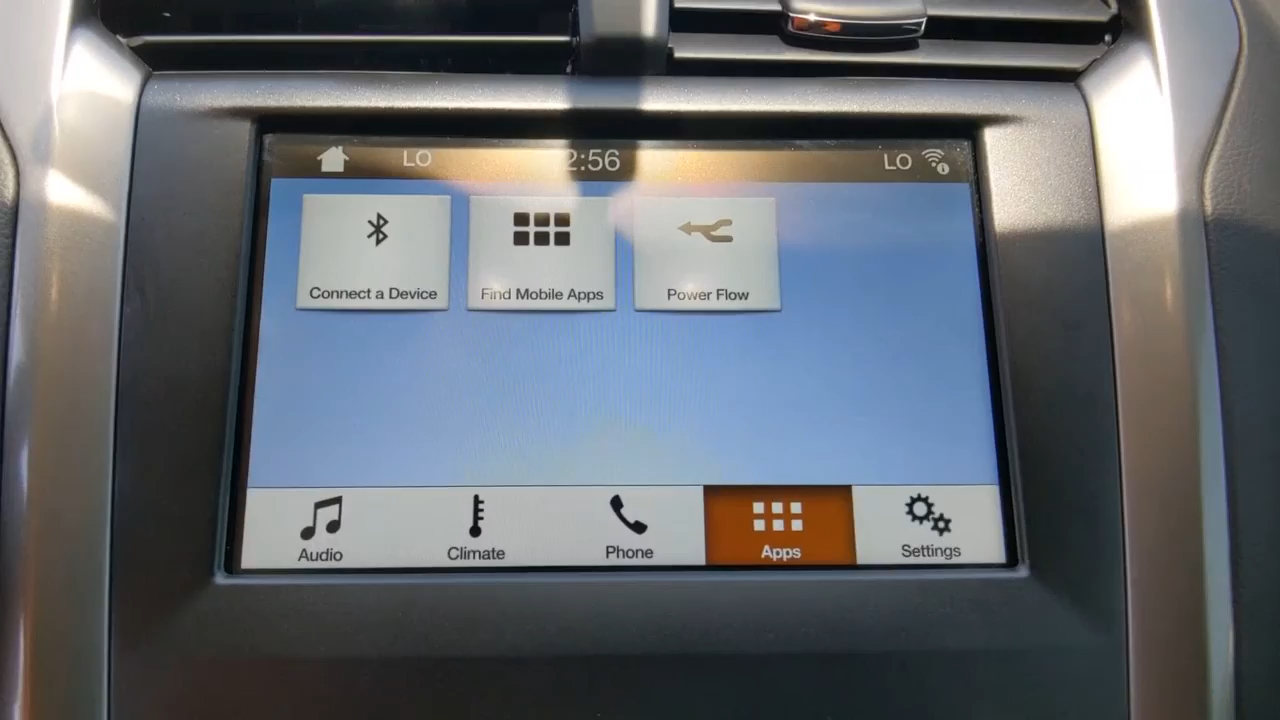 LO 2:56 LO
Connect a Device
Find Mobile Apps
Power Flow
Audio
Climate
Phone
Apps
Settings